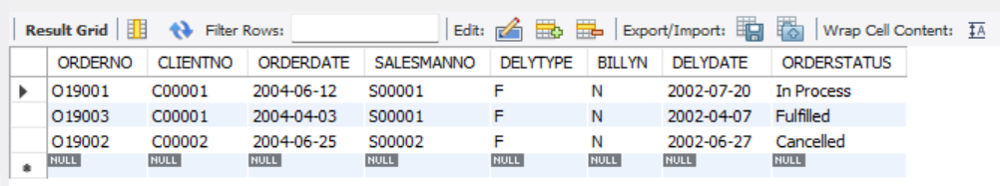 Result Grid Filter Rows: Edit: Export/Import: Wrap Cell Content: IA
ORDERNO CLIENTNO ORDERDATE SALESMANNO DELYTYPE BILLYN DELYDATE ORDERSTATUS
O19001 C00001 2004-06-12 S00001 F N 2002-07-20 In Process
O19003 C00001 2004-04-03 S00001 F N 2002-04-07 Fulfilled
O19002 C00002 2004-06-25 S00002 F N 2002-06-27 Cancelled
NULL NULL NULL NULL NULL NULL NULL NULL